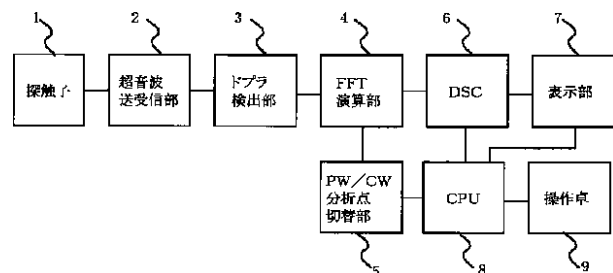 1
2
3
4
6
7
探触子
超音波
送受信部
ドプラ
検出部
FFT
演算部
DSC
表示部
PW／CW
分析点
切替部
CPU
操作卓
5
8
9